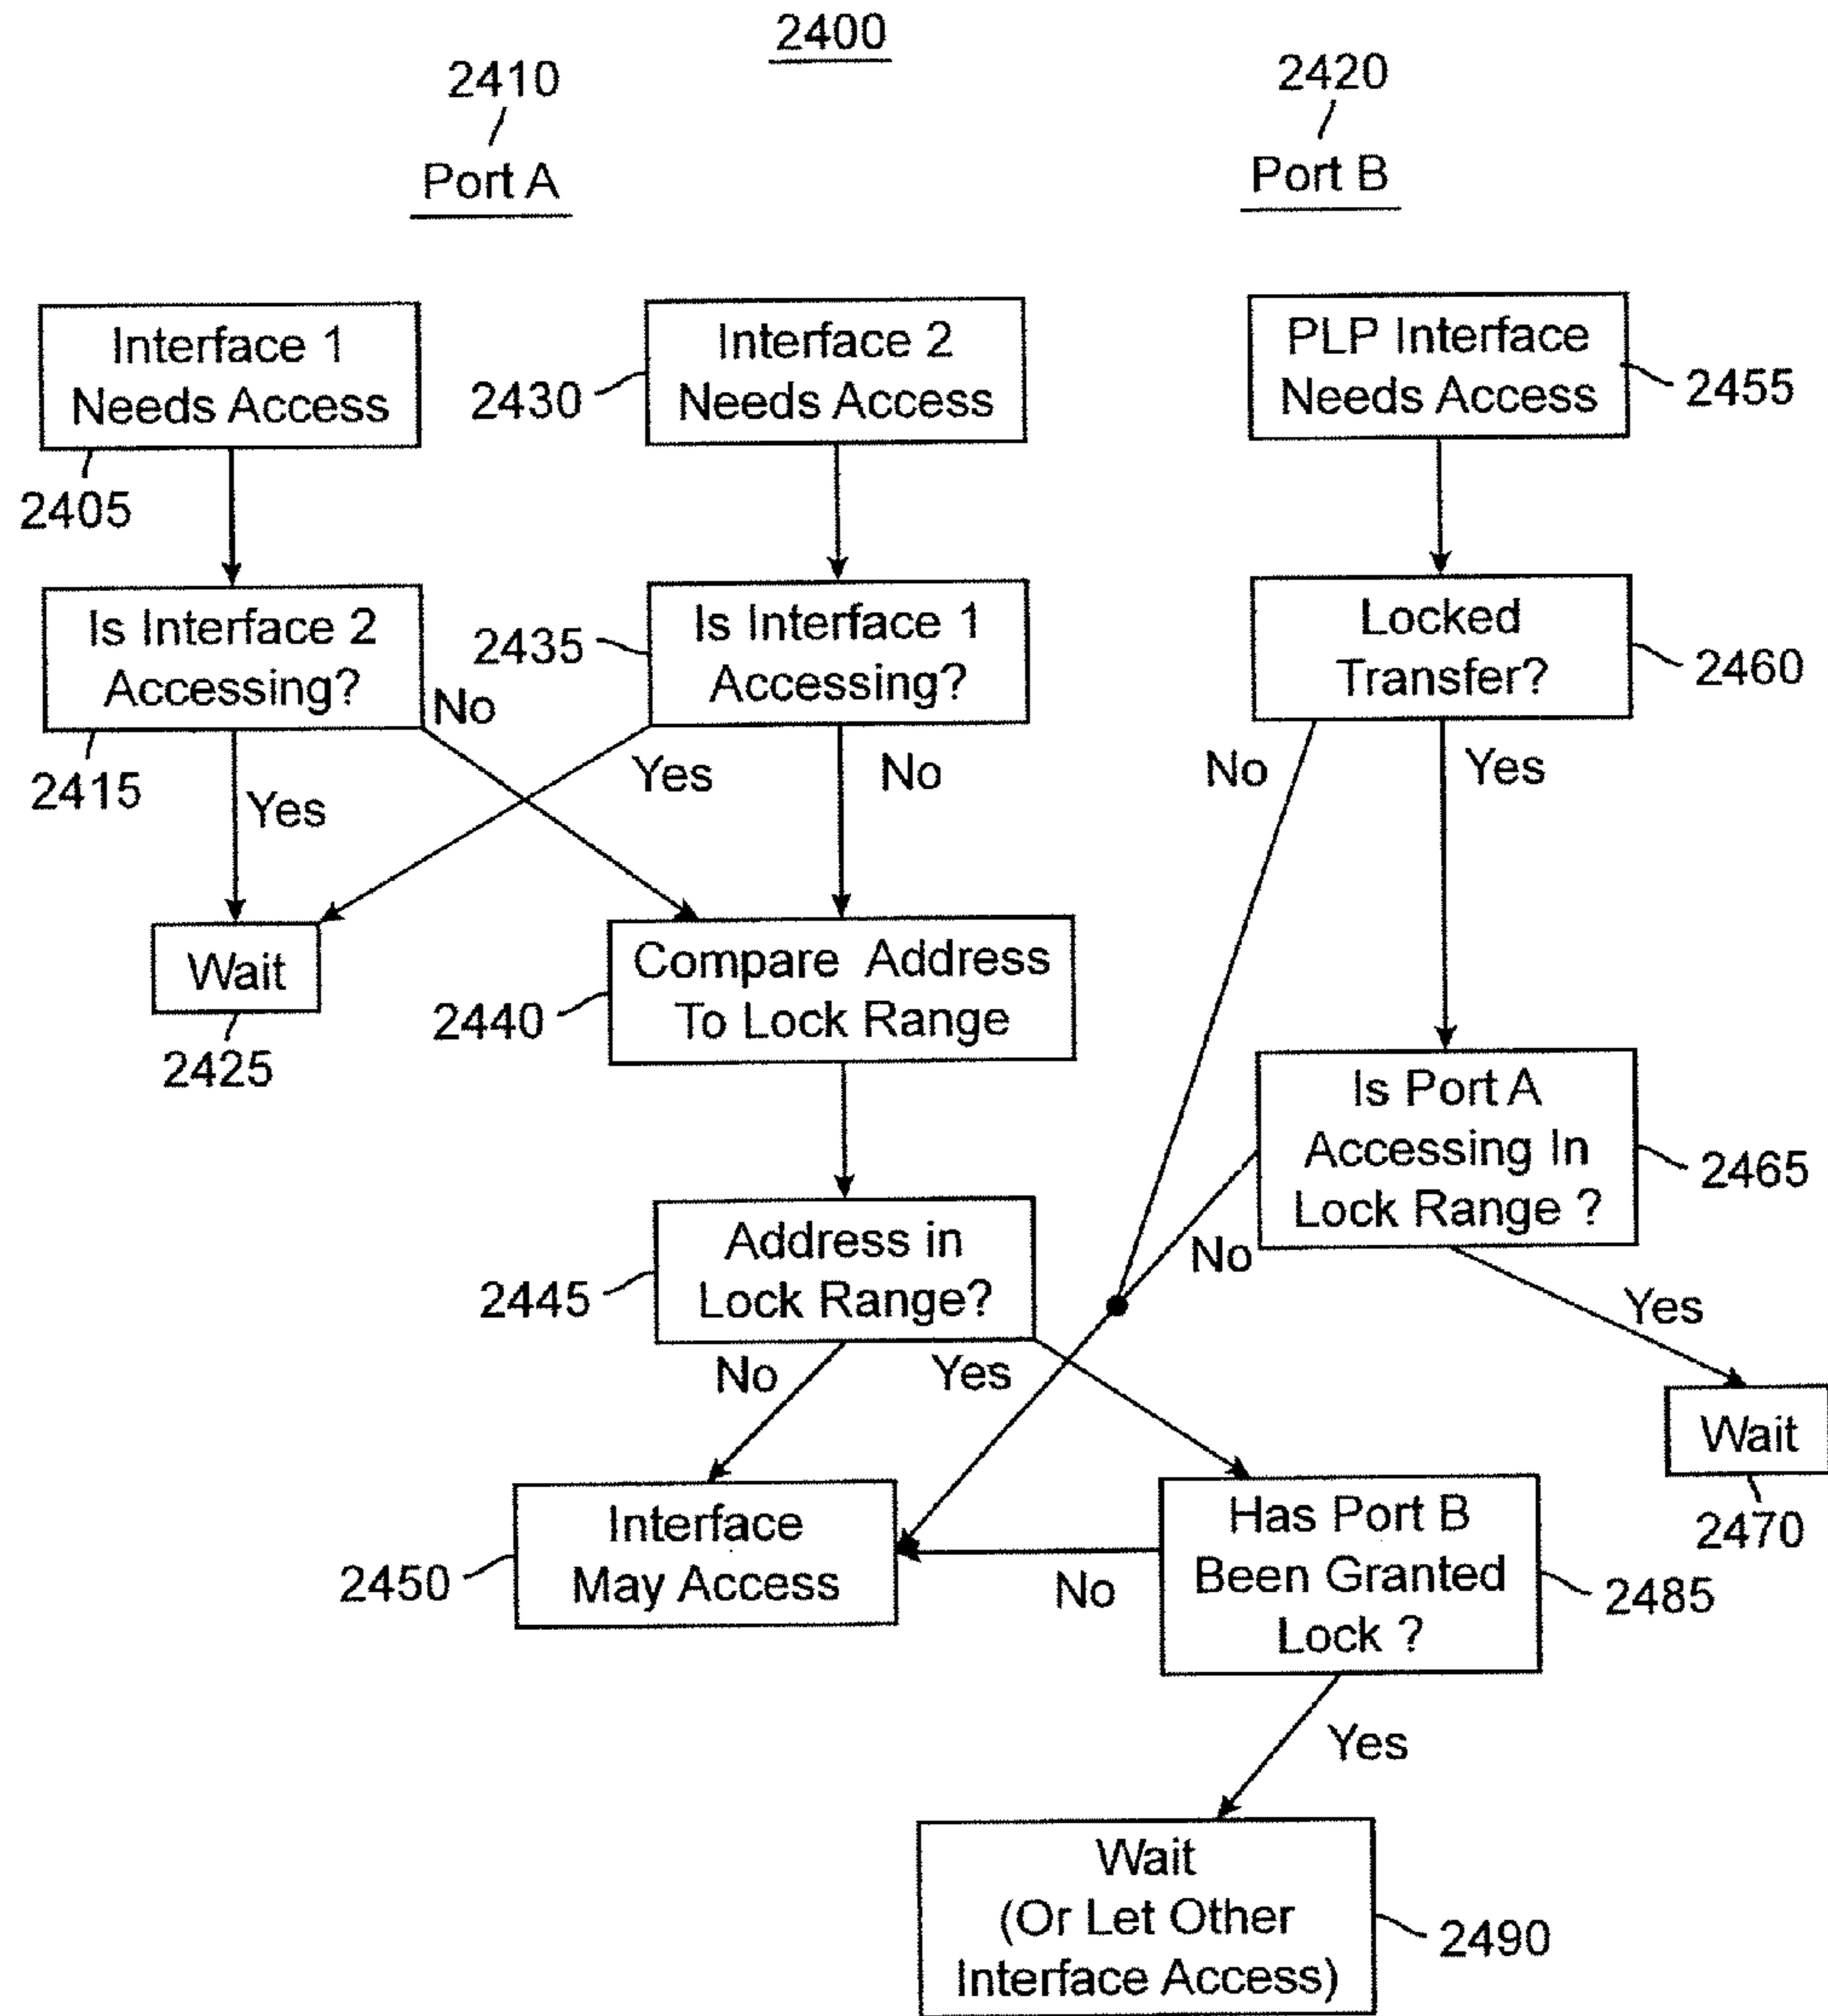 2400
2410
2420
Port A
Port B
Interface 1
Needs Access
2405
2430
Interface 2
Needs Access
PLP Interface
Needs Access
2455
Is Interface 2
Accessing?
2415
No
Yes
2435
Is Interface 1
Accessing?
Yes
No
Locked
Transfer?
2460
No
Yes
Wait
2425
2440
Compare Address
To Lock Range
Is Port A
Accessing In
Lock Range ?
2465
No
Yes
2445
Address in
Lock Range?
No
Yes
Wait
2470
2450
Interface
May Access
Has Port B
Been Granted
Lock ?
2485
No
Yes
Wait
(Or Let Other
Interface Access)
2490